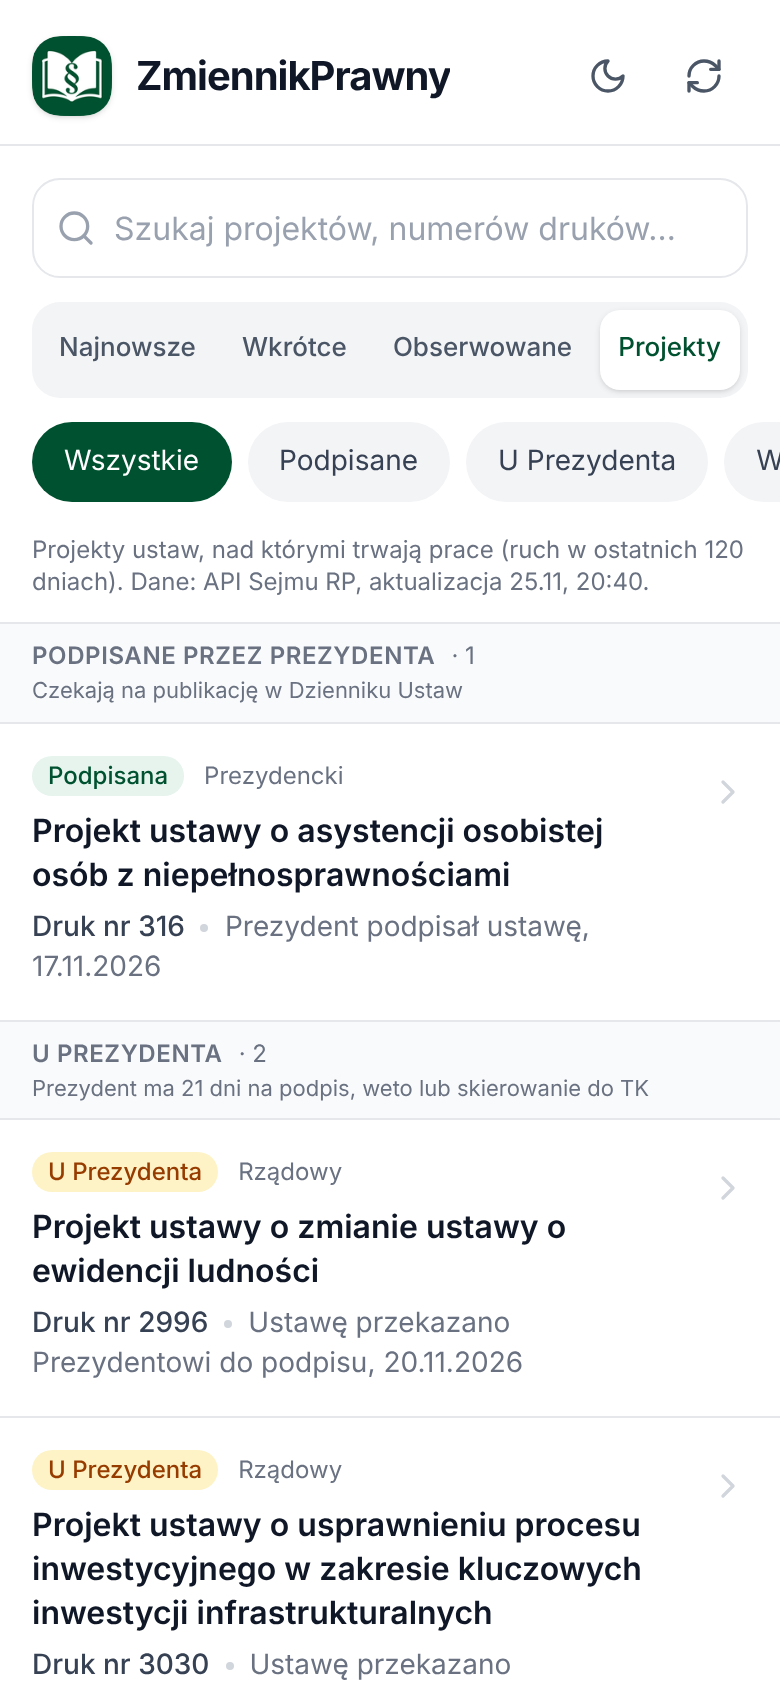 §
ZmiennikPrawny
Szukaj projektów, numerów druków...
Najnowsze Wkrótce Obserwowane Projekty
Wszystkie Podpisane U Prezydenta W
Projekty ustaw, nad którymi trwają prace (ruch w ostatnich 120
dniach). Dane: API Sejmu RP, aktualizacja 25.11, 20:40.
PODPISANE PRZEZ PREZYDENTA · 1
Czekają na publikację w Dzienniku Ustaw
Podpisana Prezydencki
Projekt ustawy o asystencji osobistej
osób z niepełnosprawnościami
Druk nr 316 • Prezydent podpisał ustawę,
17.11.2026
U PREZYDENTA · 2
Prezydent ma 21 dni na podpis, weto lub skierowanie do TK
U Prezydenta Rządowy
Projekt ustawy o zmianie ustawy o
ewidencji ludności
Druk nr 2996 • Ustawę przekazano
Prezydentowi do podpisu, 20.11.2026
U Prezydenta Rządowy
Projekt ustawy o usprawnieniu procesu
inwestycyjnego w zakresie kluczowych
inwestycji infrastrukturalnych
Druk nr 3030 • Ustawę przekazano